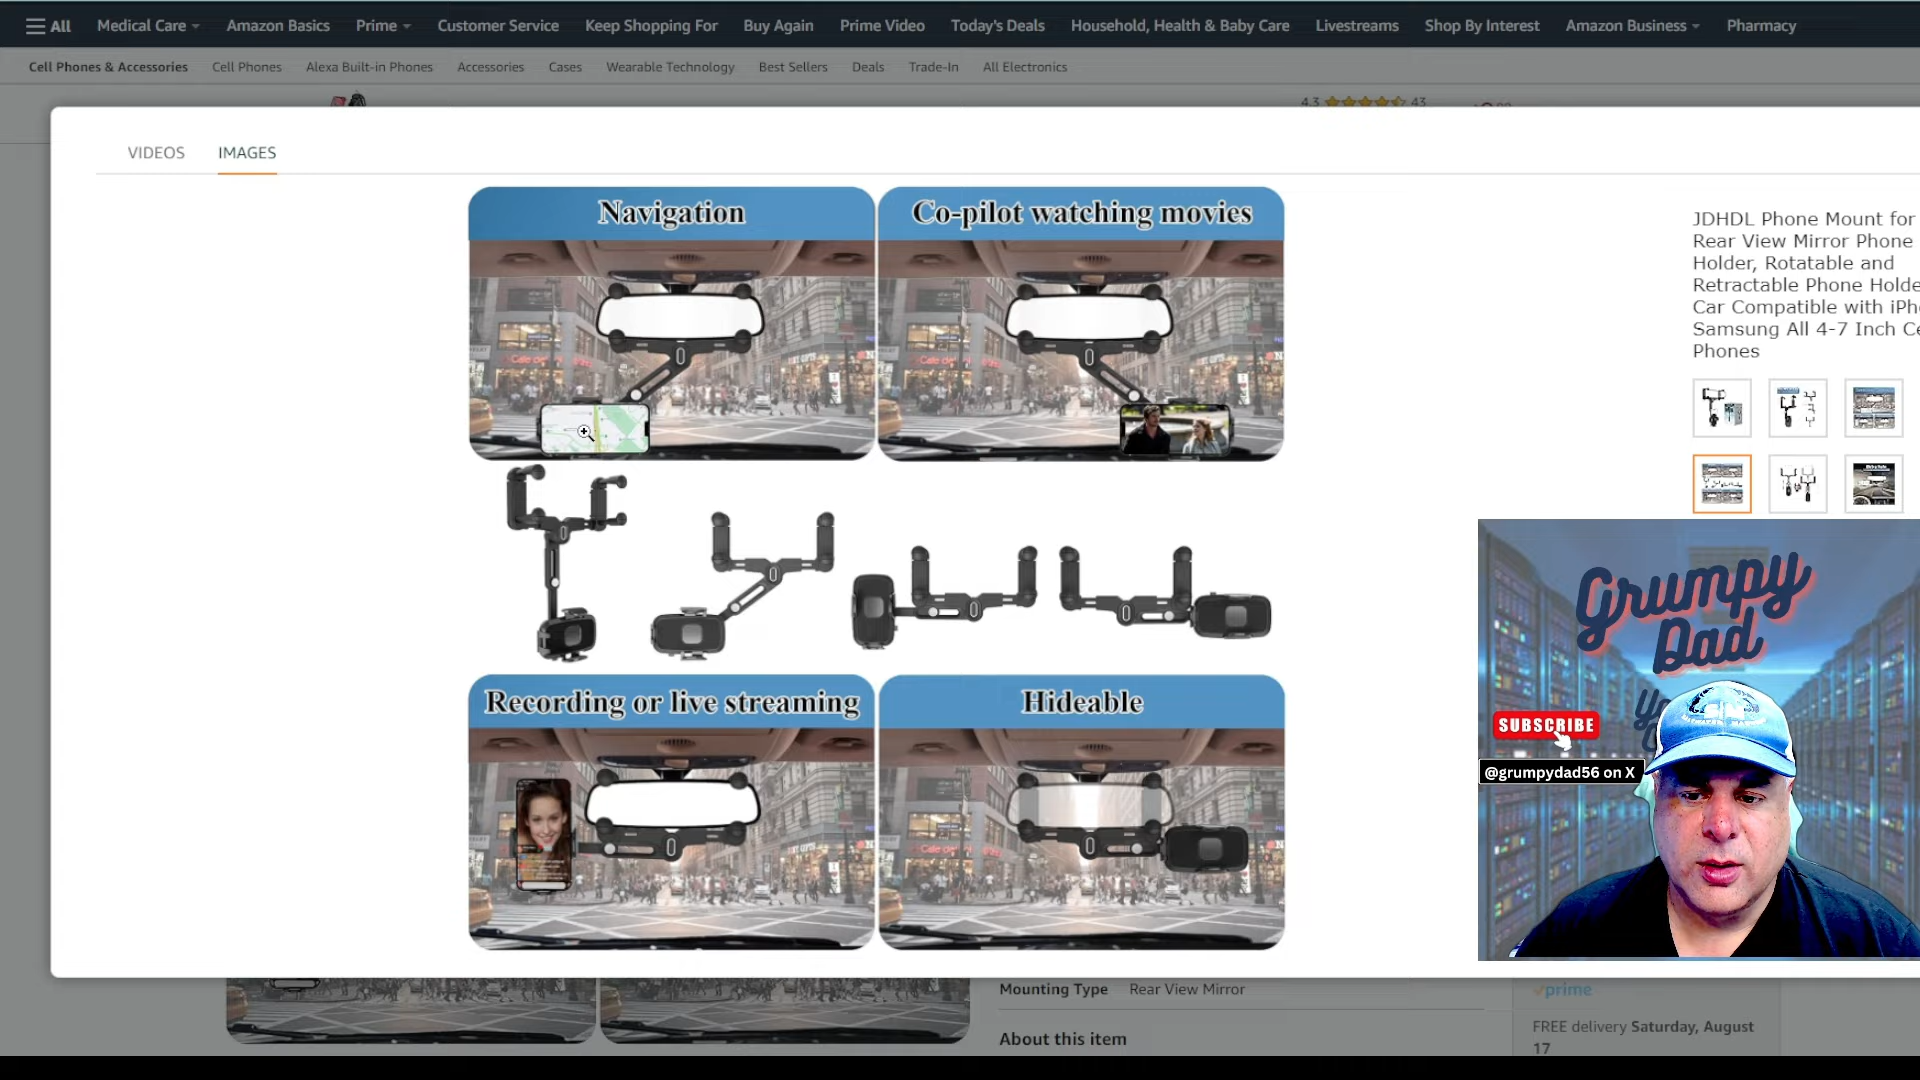 All Medical Care Amazon Basics Prime Customer Service Keep Shopping For Buy Again Prime Video Today's Deals Household, Health & Baby Care Livestreams Shop By Interest Amazon Business Pharmacy
Cell Phones & Accessories Cell Phones Alexa Built-in Phones Accessories Cases Wearable Technology Best Sellers Deals Trade-In All Electronics
4.3 43
VIDEOS IMAGES
Navigation
Co-pilot watching movies
JDHDL Phone Mount for
Rear View Mirror Phone
Holder, Rotatable and
Retractable Phone Holde
Car Compatible with iPh
Samsung All 4-7 Inch Ce
Phones
Recording or live streaming
Hideable
Grumpy
Dad
SUBSCRIBE
@grumpydad56 on X
Mounting Type Rear View Mirror
About this item
prime
FREE delivery Saturday, August
17